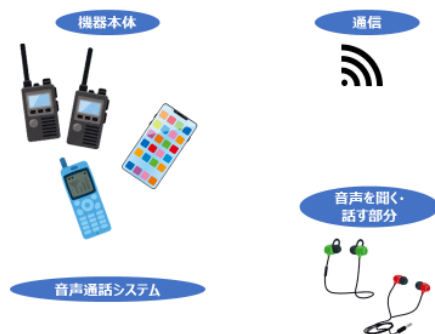 機器本体
通信
音声を聞く・
話す部分
音声通話システム